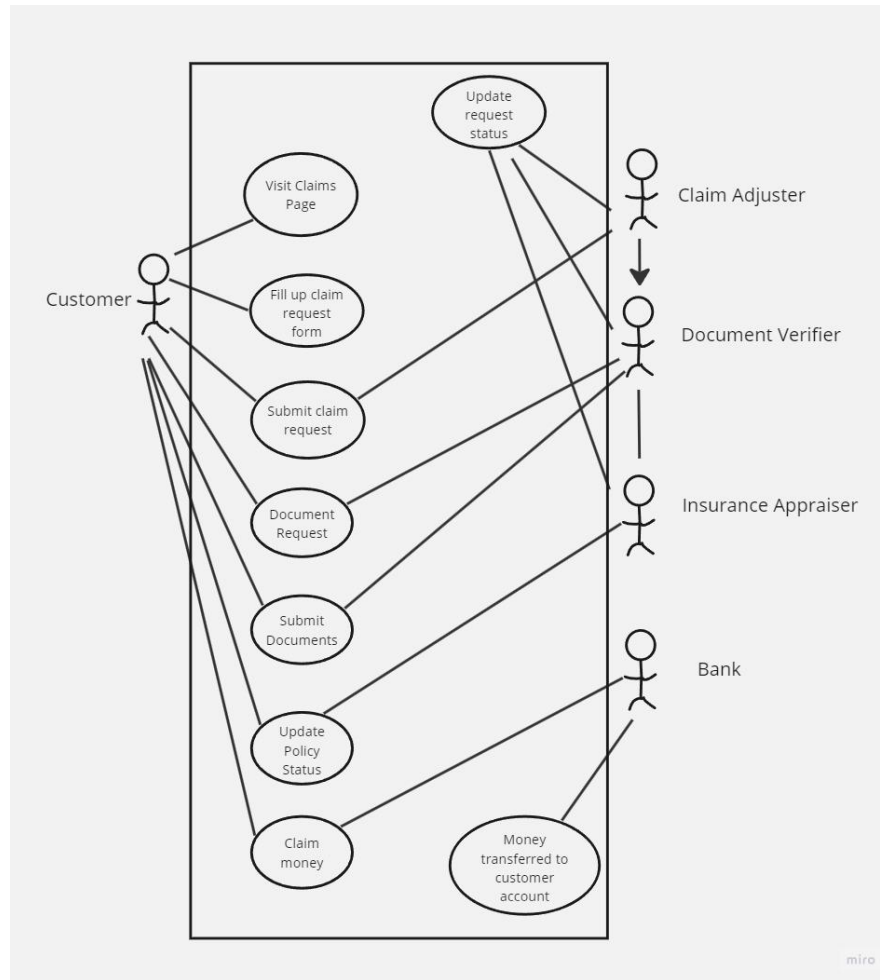 Update
request
status
Visit Claims
Page
Claim Adjuster
Customer
Fill up claim
request
form
Document Verifier
Submit claim
request
Document
Request
Insurance Appraiser
Submit
Documents
Bank
Update
Policy
Status
Claim
money
Money
transferred to
customer
account
miro